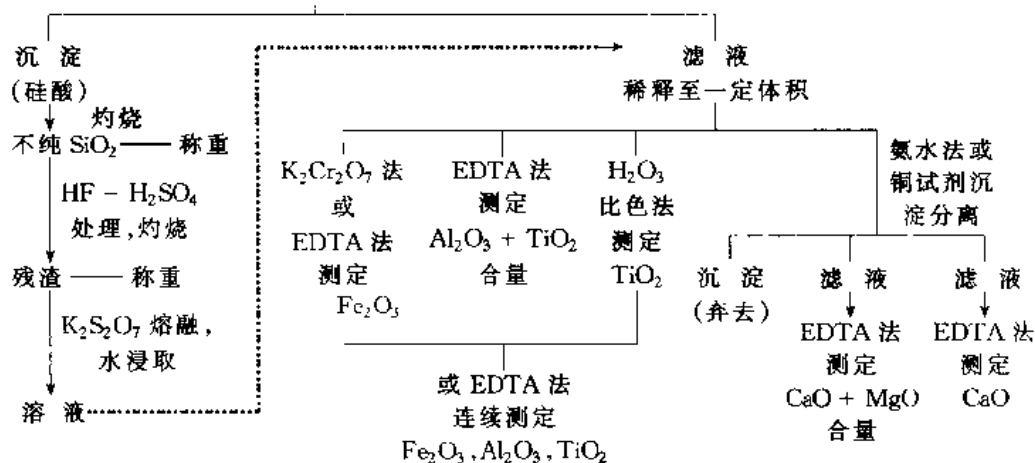 沉 淀
(硅酸)
灼烧
不纯 SiO₂ —— 称重
HF － H₂SO₄
处理,灼烧
残渣 —— 称重
K₂S₂O₇ 熔融,
水浸取
溶 液
滤 液
稀释至一定体积
K₂Cr₂O₇ 法
或
EDTA 法
测定
Fe₂O₃
EDTA 法
测定
Al₂O₃ + TiO₂
合量
H₂O₃
比色法
测定
TiO₂
或 EDTA 法
连续测定
Fe₂O₃,Al₂O₃,TiO₂
氨水法或
铜试剂沉
淀分离
沉 淀
(弃去)
滤 液
EDTA 法
测定
CaO + MgO
合量
滤 液
EDTA 法
测定
CaO